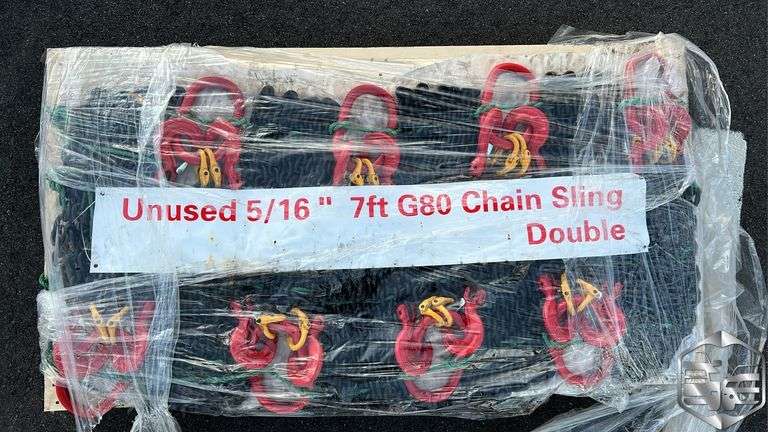 Unused 5/16 " 7ft G80 Chain Sling
Double